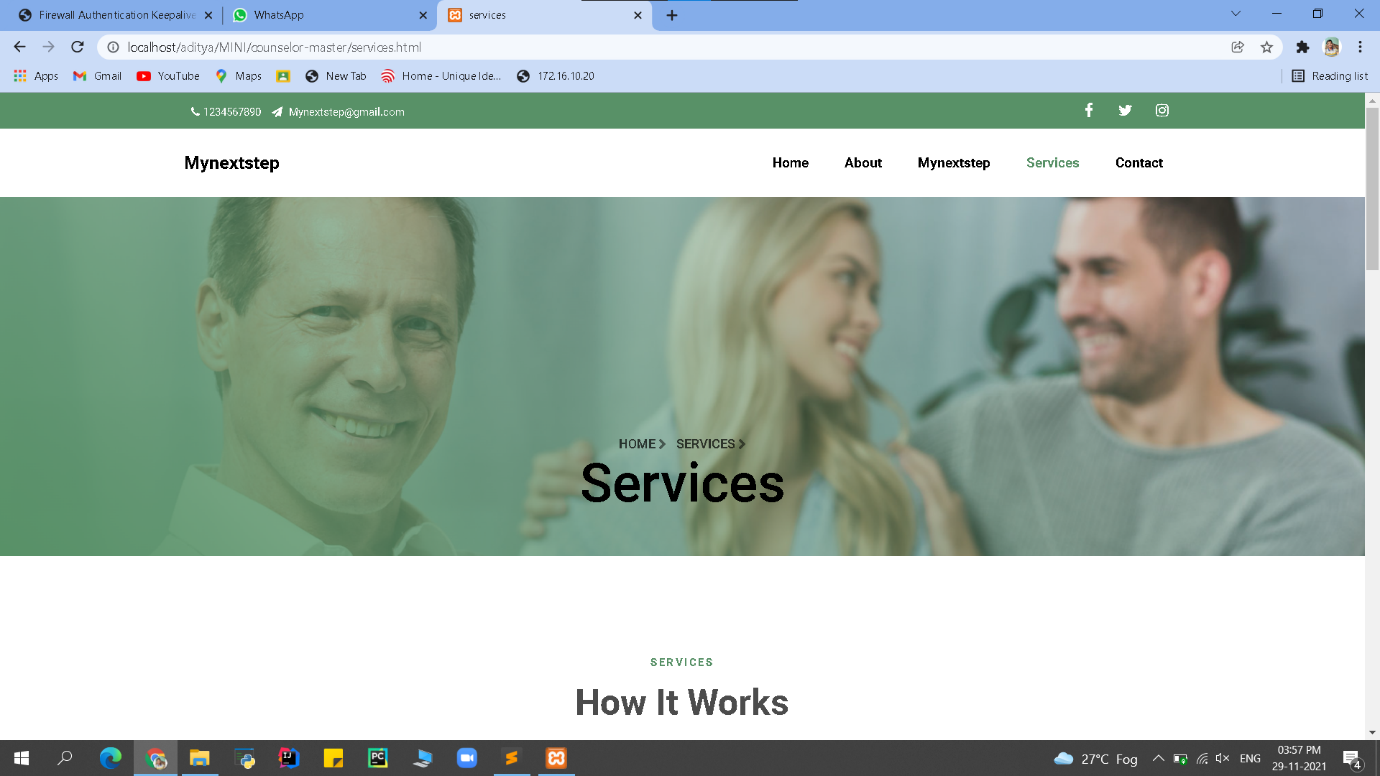 Firewall Authentication Keepalive
WhatsApp
services
localhost/aditya/MINI/counselor-master/services.html
Apps
Gmail
YouTube
Maps
New Tab
Home - Unique Ide...
172.16.10.20
Reading list
1234567890
Mynextstep@gmail.com
Mynextstep
Home
About
Mynextstep
Services
Contact
HOME
SERVICES
Services
SERVICES
How It Works
27°C Fog
ENG
03:57 PM
29-11-2021
4